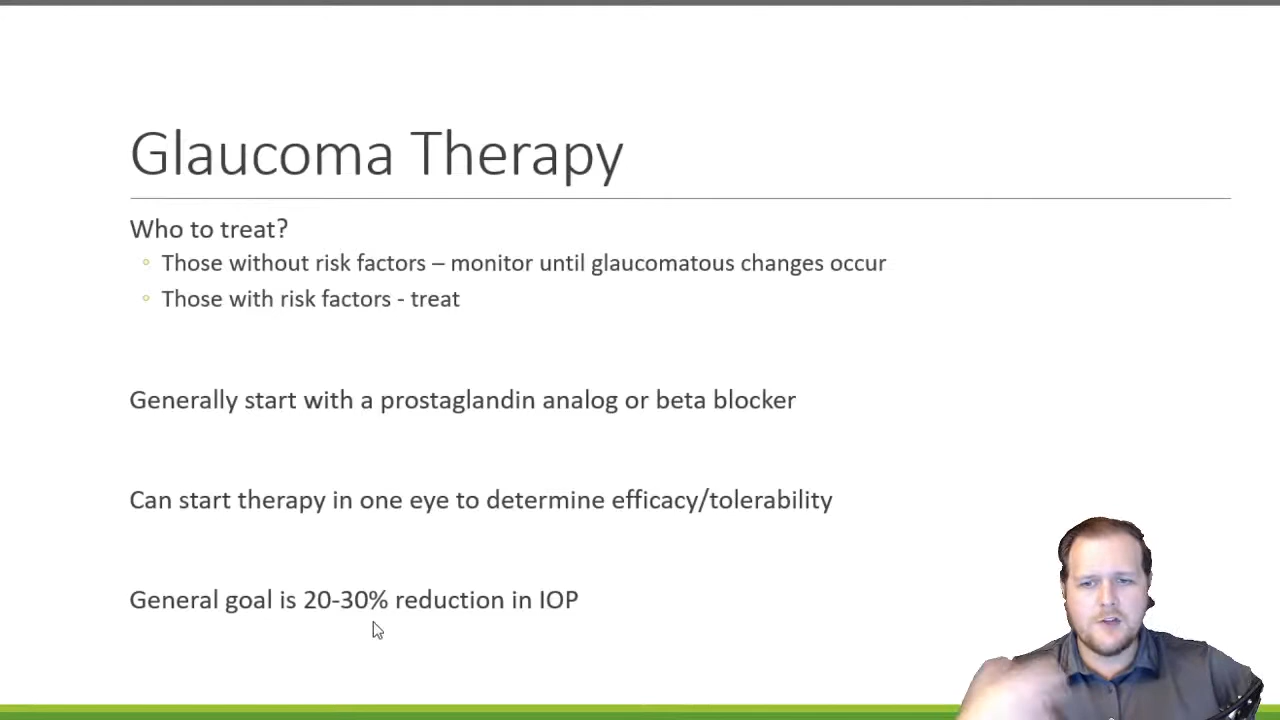 Glaucoma Therapy
Who to treat?
◦ Those without risk factors – monitor until glaucomatous changes occur
◦ Those with risk factors - treat
Generally start with a prostaglandin analog or beta blocker
Can start therapy in one eye to determine efficacy/tolerability
General goal is 20-30% reduction in IOP